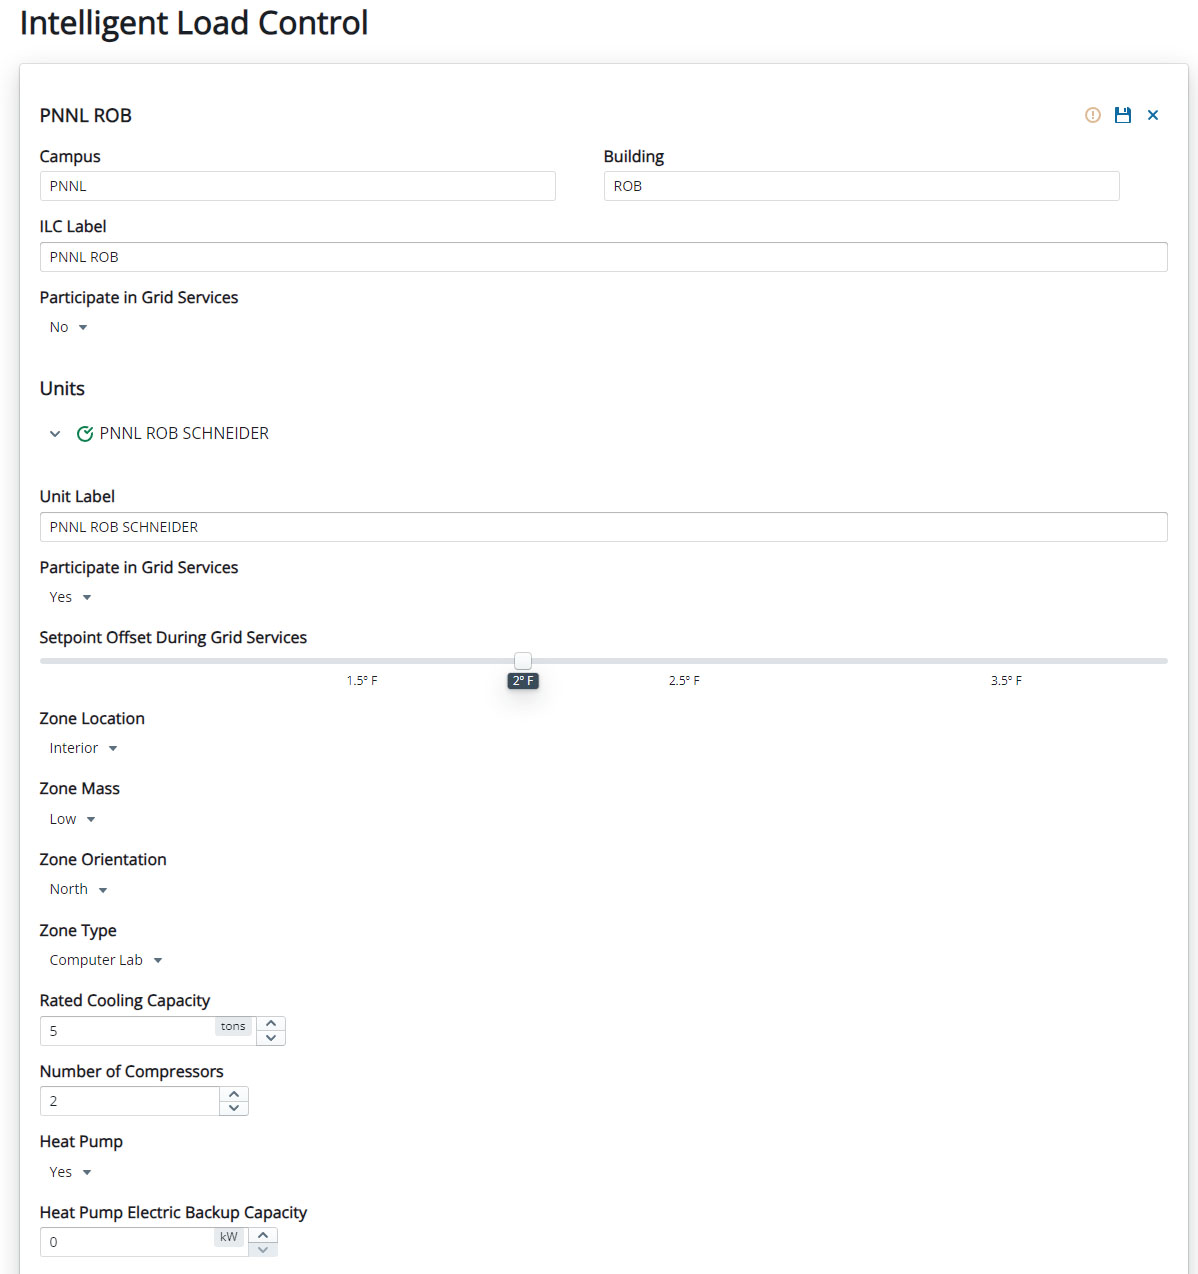 Intelligent Load Control
PNNL ROB
Campus Building
PNNL ROB
ILC Label
PNNL ROB
Participate in Grid Services
No
Units
PNNL ROB SCHNEIDER
Unit Label
PNNL ROB SCHNEIDER
Participate in Grid Services
Yes
Setpoint Offset During Grid Services
1.5° F 2° F 2.5° F 3.5° F
Zone Location
Interior
Zone Mass
Low
Zone Orientation
North
Zone Type
Computer Lab
Rated Cooling Capacity
5 tons
Number of Compressors
2
Heat Pump
Yes
Heat Pump Electric Backup Capacity
0 kW